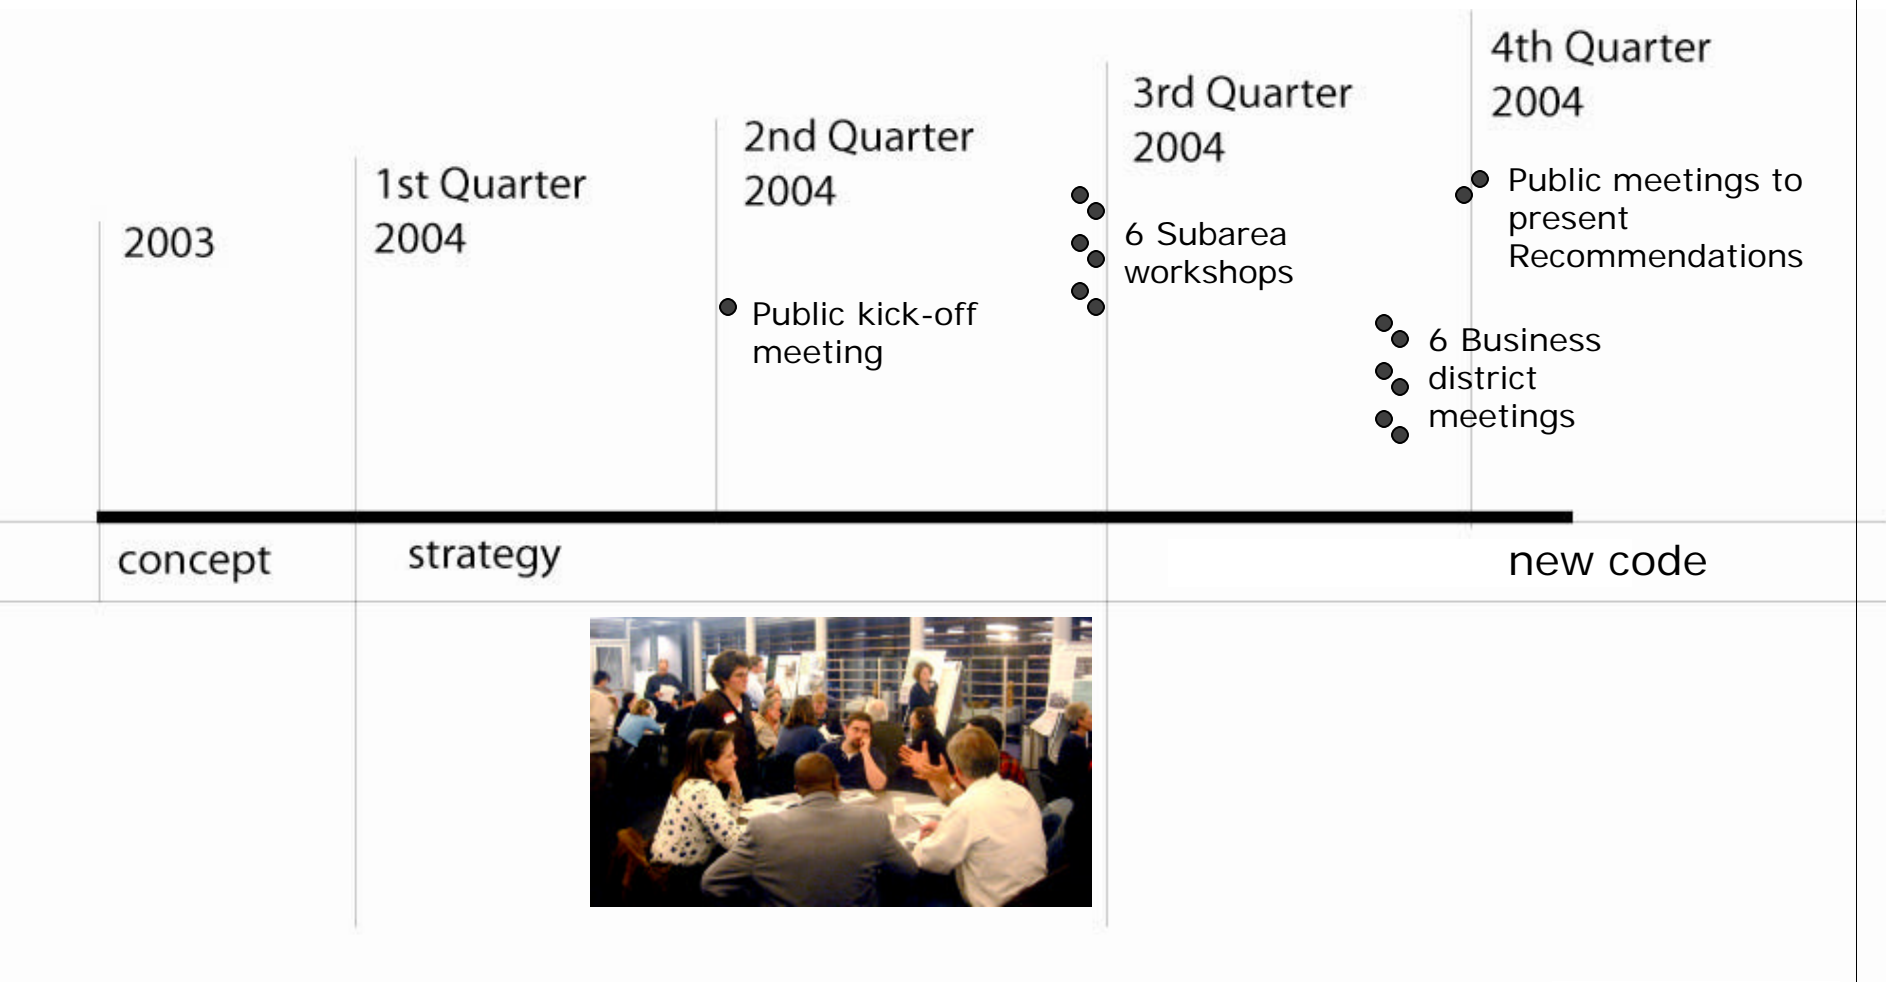 2003
1st Quarter
2004
2nd Quarter
2004
Public kick-off
meeting
3rd Quarter
2004
6 Subarea
workshops
4th Quarter
2004
Public meetings to
present
Recommendations
6 Business
district
meetings
concept
strategy
new code